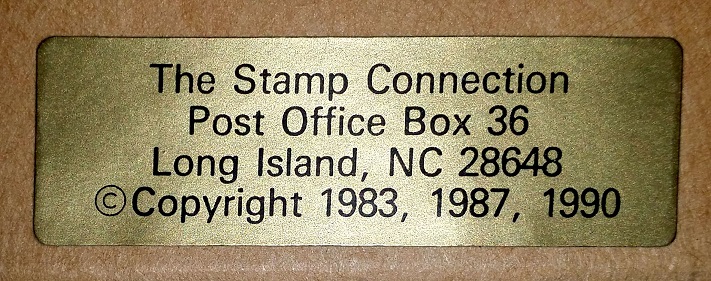 The Stamp Connection
Post Office Box 36
Long Island, NC 28648
©Copyright 1983, 1987, 1990